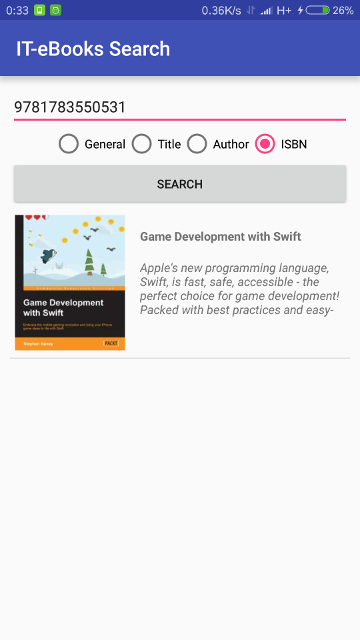 0:33 0.36K/s H+ 26%
IT-eBooks Search
9781783550531
General Title Author ISBN
SEARCH
Game Development with Swift
Apple's new programming language,
Swift, is fast, safe, accessible - the
perfect choice for game development!
Packed with best practices and easy-
Game Development
with Swift
Stephen Haney
PACKT